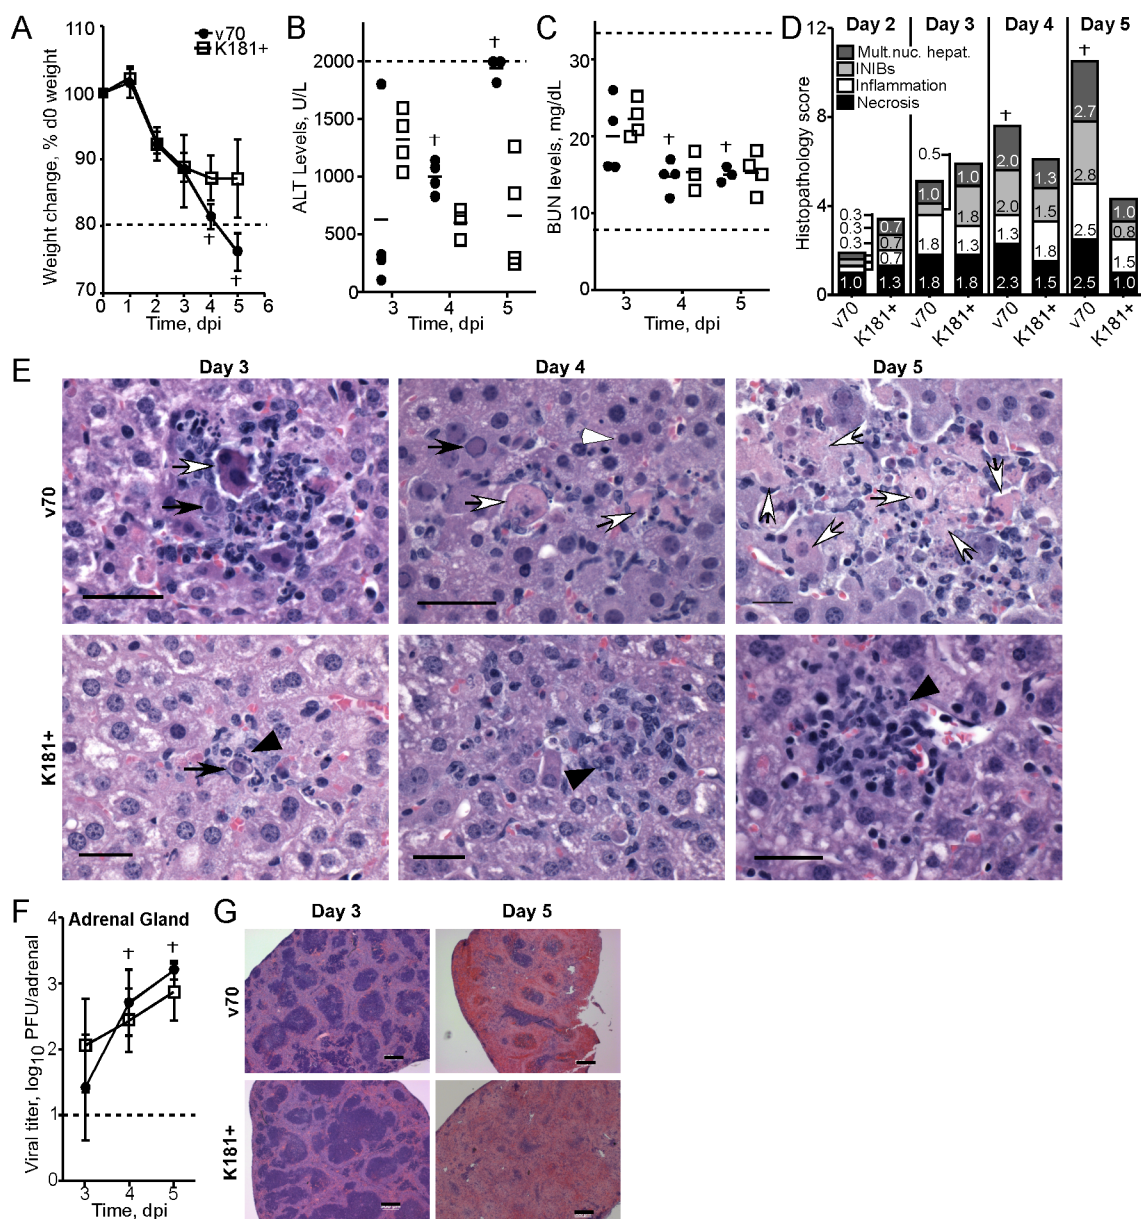 A
110
100
90
80
70
Weight change, % d0 weight
v70
K181+
†
†
0 1 2 3 4 5 6
Time, dpi
B
2000
1500
1000
500
0
ALT Levels, U/L
†
†
3 4 5
Time, dpi
C
30
20
10
0
BUN levels, mg/dL
†
†
3 4 5
Time, dpi
D
12
8
4
0
Histopathology score
Day 2 Day 3 Day 4 Day 5
Mult.nuc. hepat.
INIBs
Inflammation
Necrosis
†
†
0.3
0.3
0.3
1.0
0.7
0.7
0.7
1.3
0.5
1.0
1.8
1.8
1.0
1.8
1.3
1.8
2.0
2.0
1.3
2.3
1.3
1.5
1.8
1.5
2.7
2.8
2.5
2.5
1.0
0.8
1.5
1.0
v70 K181+ v70 K181+ v70 K181+ v70 K181+
E
Day 3 Day 4 Day 5
v70
K181+
F
Adrenal Gland
4
3
2
1
0
Viral titer, log10 PFU/adrenal
†
†
3 4 5
Time, dpi
G
Day 3 Day 5
v70
K181+